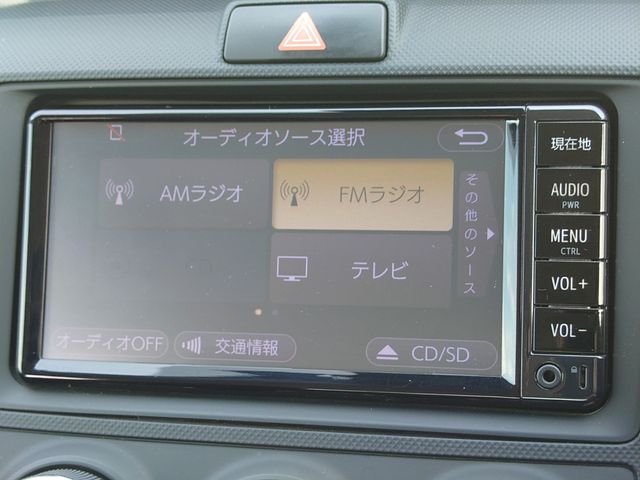 オーディオソース選択
AMラジオ
FMラジオ
テレビ
その他のソース
オーディオOFF
交通情報
CD/SD
現在地
AUDIO
PWR
MENU
CTRL
VOL+
VOL-